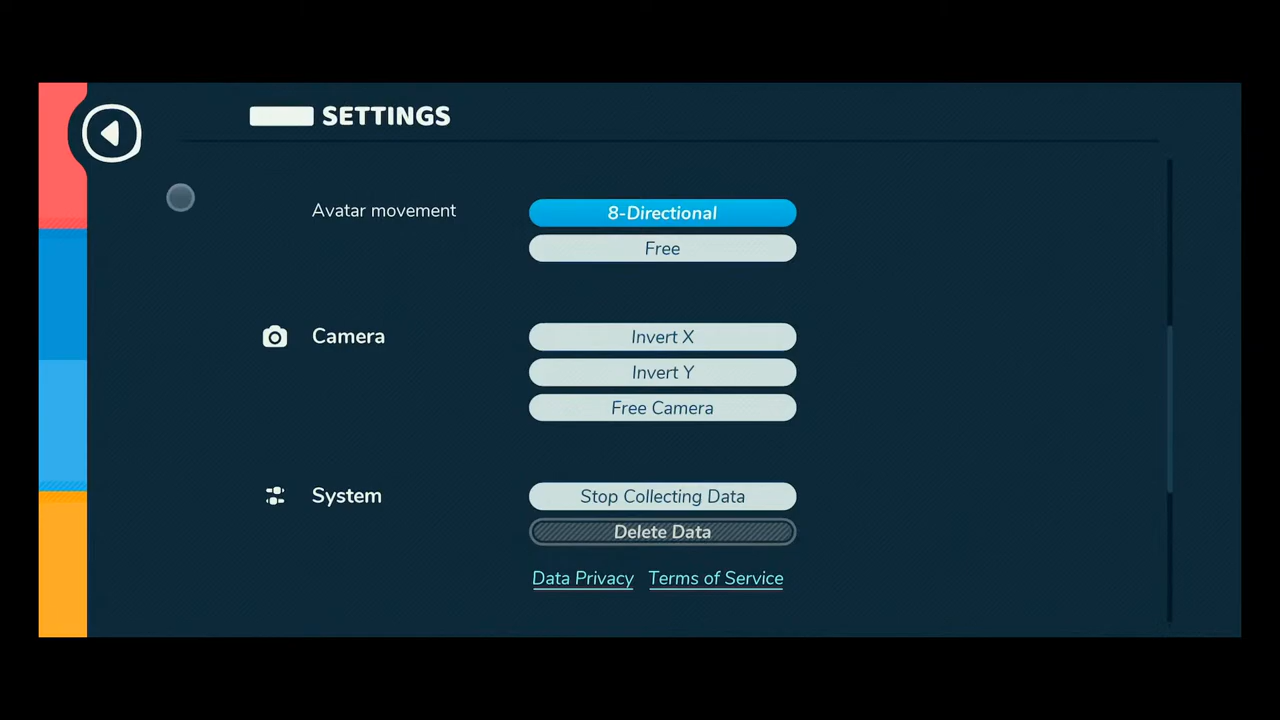 SETTINGS
Avatar movement
8-Directional
Free
Camera
Invert X
Invert Y
Free Camera
System
Stop Collecting Data
Delete Data
Data Privacy Terms of Service